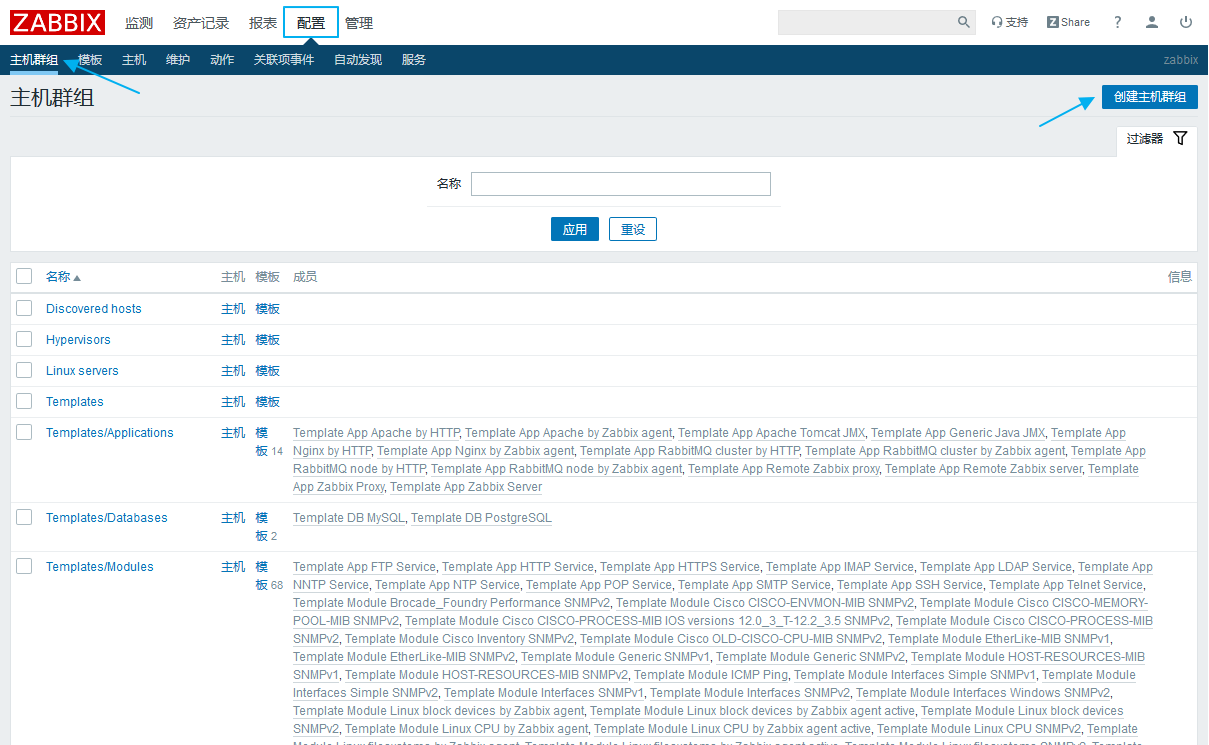 ZABBIX 监测 资产记录 报表 配置 管理 支持 Z Share ?
主机群组 模板 主机 维护 动作 关联项事件 自动发现 服务 zabbix
主机群组 创建主机群组
过滤器
名称
应用 重设
名称 主机 模板 成员 信息
Discovered hosts 主机 模板
Hypervisors 主机 模板
Linux servers 主机 模板
Templates 主机 模板
Templates/Applications 主机 模 Template App Apache by HTTP, Template App Apache by Zabbix agent, Template App Apache Tomcat JMX, Template App Generic Java JMX, Template App
板 14 Nginx by HTTP, Template App Nginx by Zabbix agent, Template App RabbitMQ cluster by HTTP, Template App RabbitMQ cluster by Zabbix agent, Template App
RabbitMQ node by HTTP, Template App RabbitMQ node by Zabbix agent, Template App Remote Zabbix proxy, Template App Remote Zabbix server, Template
App Zabbix Proxy, Template App Zabbix Server
Templates/Databases 主机 模 Template DB MySQL, Template DB PostgreSQL
板 2
Templates/Modules 主机 模 Template App FTP Service, Template App HTTP Service, Template App HTTPS Service, Template App IMAP Service, Template App LDAP Service, Template App
板 68 NNTP Service, Template App NTP Service, Template App POP Service, Template App SMTP Service, Template App SSH Service, Template App Telnet Service,
Template Module Brocade_Foundry Performance SNMPv2, Template Module Cisco CISCO-ENVMON-MIB SNMPv2, Template Module Cisco CISCO-MEMORY-
POOL-MIB SNMPv2, Template Module Cisco CISCO-PROCESS-MIB IOS versions 12.0_3_T-12.2_3.5 SNMPv2, Template Module Cisco CISCO-PROCESS-MIB
SNMPv2, Template Module Cisco Inventory SNMPv2, Template Module Cisco OLD-CISCO-CPU-MIB SNMPv2, Template Module EtherLike-MIB SNMPv1,
Template Module EtherLike-MIB SNMPv2, Template Module Generic SNMPv1, Template Module Generic SNMPv2, Template Module HOST-RESOURCES-MIB
SNMPv1, Template Module HOST-RESOURCES-MIB SNMPv2, Template Module ICMP Ping, Template Module Interfaces Simple SNMPv1, Template Module
Interfaces Simple SNMPv2, Template Module Interfaces SNMPv1, Template Module Interfaces SNMPv2, Template Module Interfaces Windows SNMPv2,
Template Module Linux block devices by Zabbix agent, Template Module Linux block devices by Zabbix agent active, Template Module Linux block devices
SNMPv2, Template Module Linux CPU by Zabbix agent, Template Module Linux CPU by Zabbix agent active, Template Module Linux CPU SNMPv2, Template
Module Linux filesystems by Zabbix agent, Template Module Linux filesystems by Zabbix agent active, Template Module Linux filesystems SNMPv2, Template